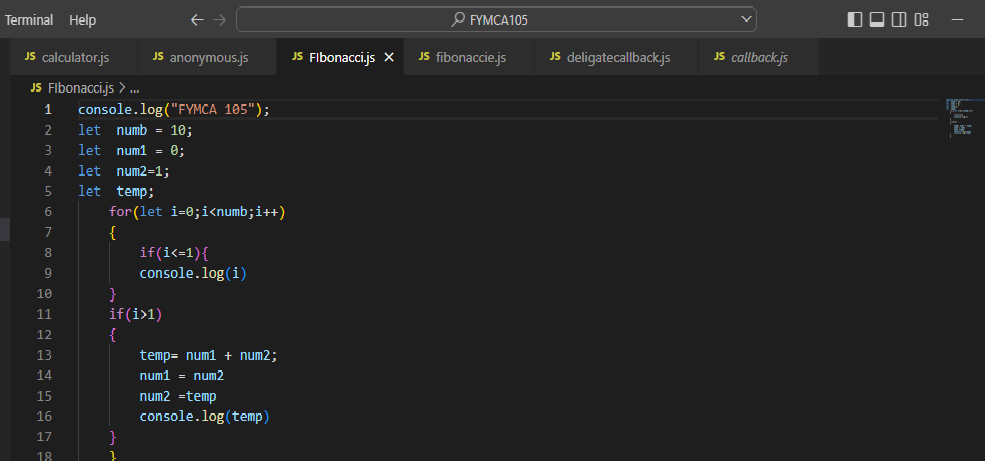 Terminal Help FYMCA105
JS calculator.js JS anonymous.js JS FIbonacci.js JS fibonaccie.js JS deligatecallback.js JS callback.js
JS FIbonacci.js > ...
1 console.log("FYMCA 105");
2 let numb = 10;
3 let num1 = 0;
4 let num2=1;
5 let temp;
6 for(let i=0;i<numb;i++)
7 {
8 if(i<=1){
9 console.log(i)
10 }
11 if(i>1)
12 {
13 temp= num1 + num2;
14 num1 = num2
15 num2 =temp
16 console.log(temp)
17 }
18 }